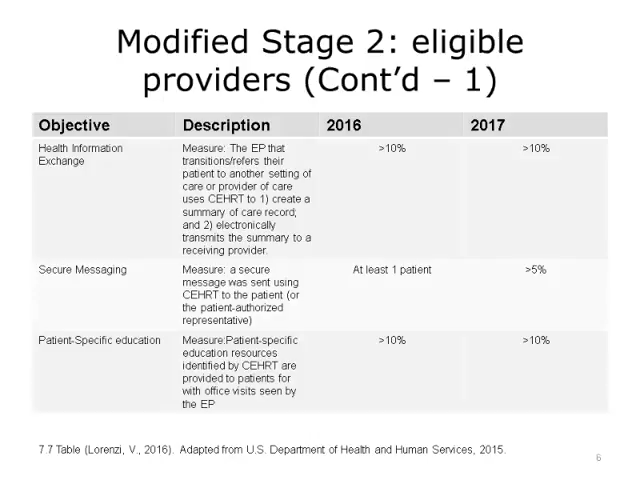 Modified Stage 2: eligible
providers (Cont’d – 1)
Objective Description 2016 2017
Health Information
Exchange
Measure: The EP that
transitions/refers their
patient to another setting of
care or provider of care
uses CEHRT to 1) create a
summary of care record;
and 2) electronically
transmits the summary to a
receiving provider.
>10% >10%
Secure Messaging
Measure: a secure
message was sent using
CEHRT to the patient (or
the patient-authorized
representative)
At least 1 patient >5%
Patient-Specific education
Measure:Patient-specific
education resources
identified by CEHRT are
provided to patients for
with office visits seen by
the EP
>10% >10%
7.7 Table (Lorenzi, V., 2016). Adapted from U.S. Department of Health and Human Services, 2015.
6